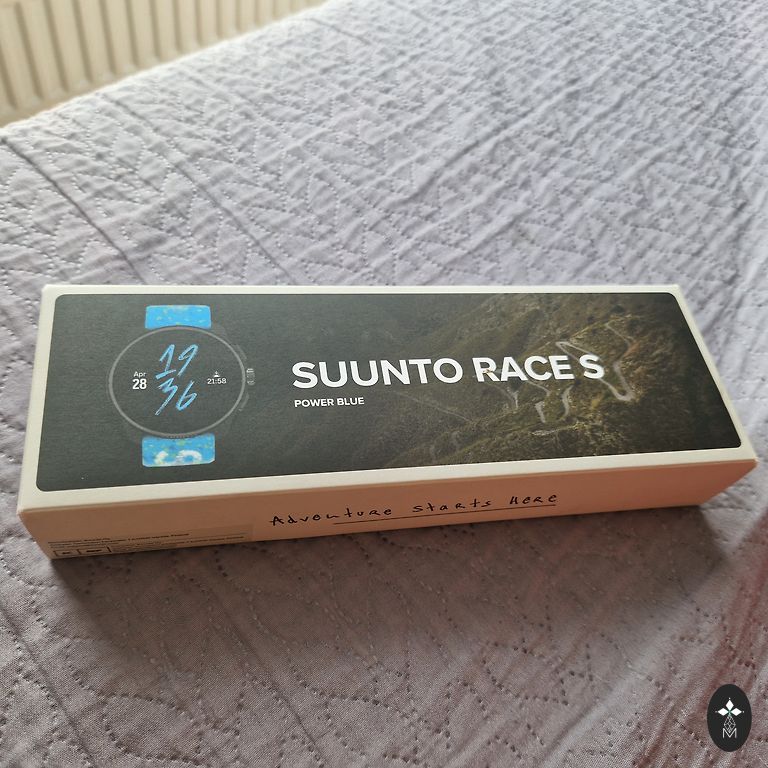 Apr
28
19
36
21:58
SUUNTO RACE S
POWER BLUE
Adventure starts Here